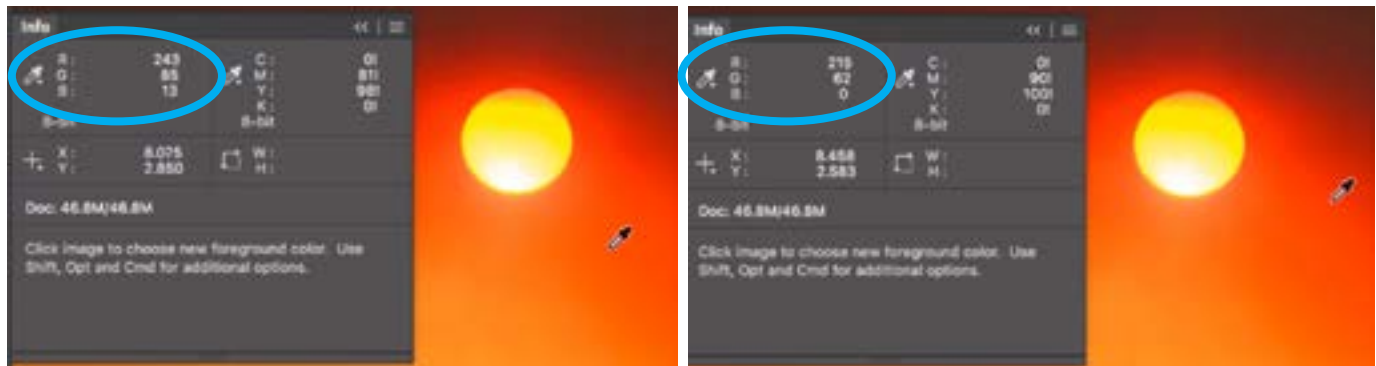 Info
R: 243
G: 85
B: 13
8-bit
C: 0!
M: 81!
Y: 98!
K: 0!
8-bit
X: 8.075
Y: 2.850
W:
H:
Doc: 46.8M/46.8M
Click image to choose new foreground color. Use
Shift, Opt and Cmd for additional options.
Info
R: 215
G: 62
B: 0
8-bit
C: 0!
M: 90!
Y: 100!
K: 0!
8-bit
X: 8.458
Y: 2.583
W:
H:
Doc: 46.8M/46.8M
Click image to choose new foreground color. Use
Shift, Opt and Cmd for additional options.